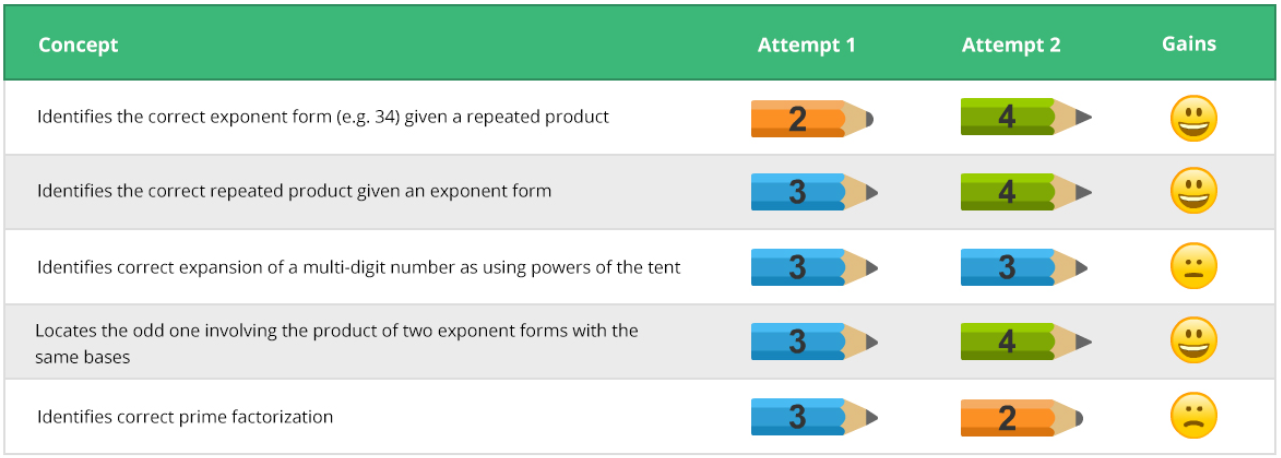 Concept Attempt 1 Attempt 2 Gains
Identifies the correct exponent form (e.g. 34) given a repeated product 2 4
Identifies the correct repeated product given an exponent form 3 4
Identifies correct expansion of a multi-digit number as using powers of the tent 3 3
Locates the odd one involving the product of two exponent forms with the
same bases 3 4
Identifies correct prime factorization 3 2